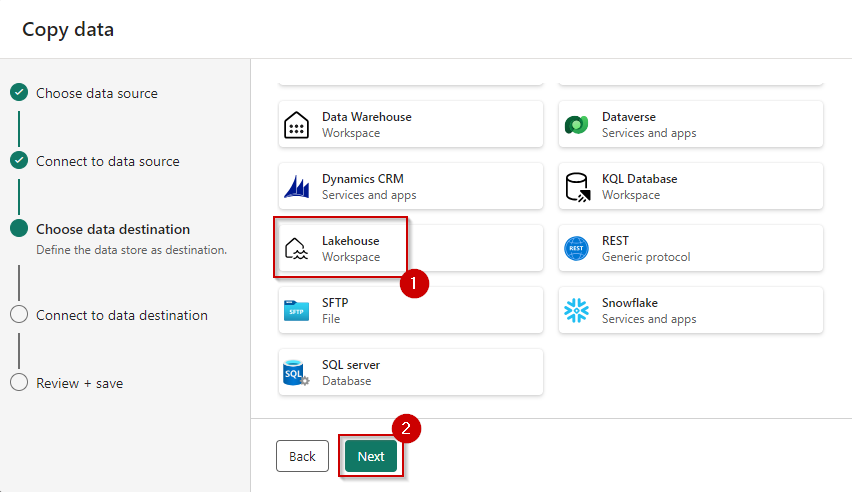 Copy data
Choose data source
Connect to data source
Choose data destination
Define the data store as destination.
Connect to data destination
Review + save
Data Warehouse
Workspace
Dataverse
Services and apps
Dynamics CRM
Services and apps
KQL Database
Workspace
Lakehouse
Workspace
1
REST
REST
Generic protocol
SFTP
SFTP
File
Snowflake
Services and apps
SQL
SQL server
Database
2
Back
Next